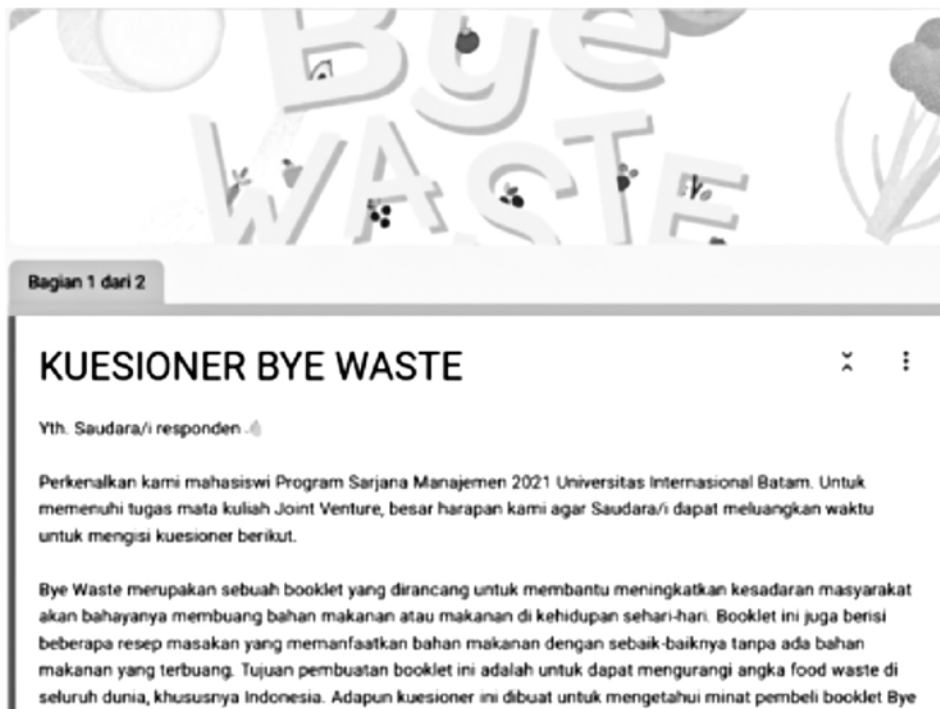 Bye
WASTE
Bagian 1 dari 2
KUESIONER BYE WASTE
Yth. Saudara/i responden
Perkenalkan kami mahasiswi Program Sarjana Manajemen 2021 Universitas Internasional Batam. Untuk
memenuhi tugas mata kuliah Joint Venture, besar harapan kami agar Saudara/i dapat meluangkan waktu
untuk mengisi kuesioner berikut.
Bye Waste merupakan sebuah booklet yang dirancang untuk membantu meningkatkan kesadaran masyarakat
akan bahayanya membuang bahan makanan atau makanan di kehidupan sehari-hari. Booklet ini juga berisi
beberapa resep masakan yang memanfaatkan bahan makanan dengan sebaik-baiknya tanpa ada bahan
makanan yang terbuang. Tujuan pembuatan booklet ini adalah untuk dapat mengurangi angka food waste di
seluruh dunia, khususnya Indonesia. Adapun kuesioner ini dibuat untuk mengetahui minat pembeli booklet Bye